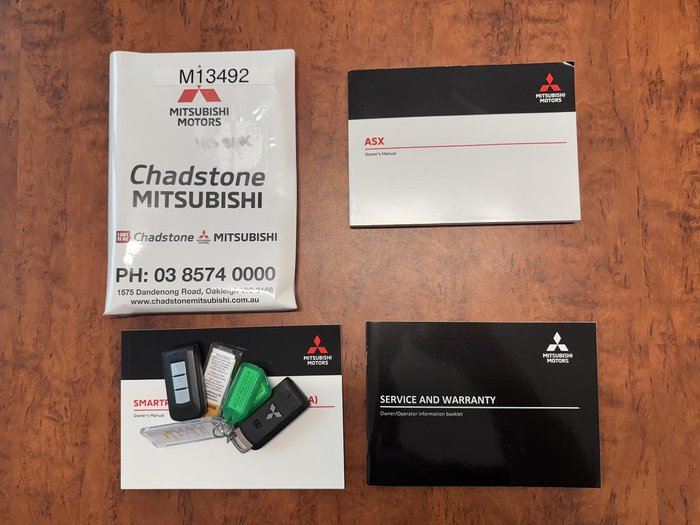 M13492
MITSUBISHI
MOTORS
Chadstone
MITSUBISHI
Chadstone MITSUBISHI
PH: 03 8574 0000
1575 Dandenong Road, Oakleigh VIC 3166
www.chadstonemitsubishi.com.au
MITSUBISHI
MOTORS
ASX
Owner's Manual
MITSUBISHI
MOTORS
SMARTP A)
Owner's Manual
MITSUBISHI
MOTORS
SERVICE AND WARRANTY
Owner/Operator information booklet